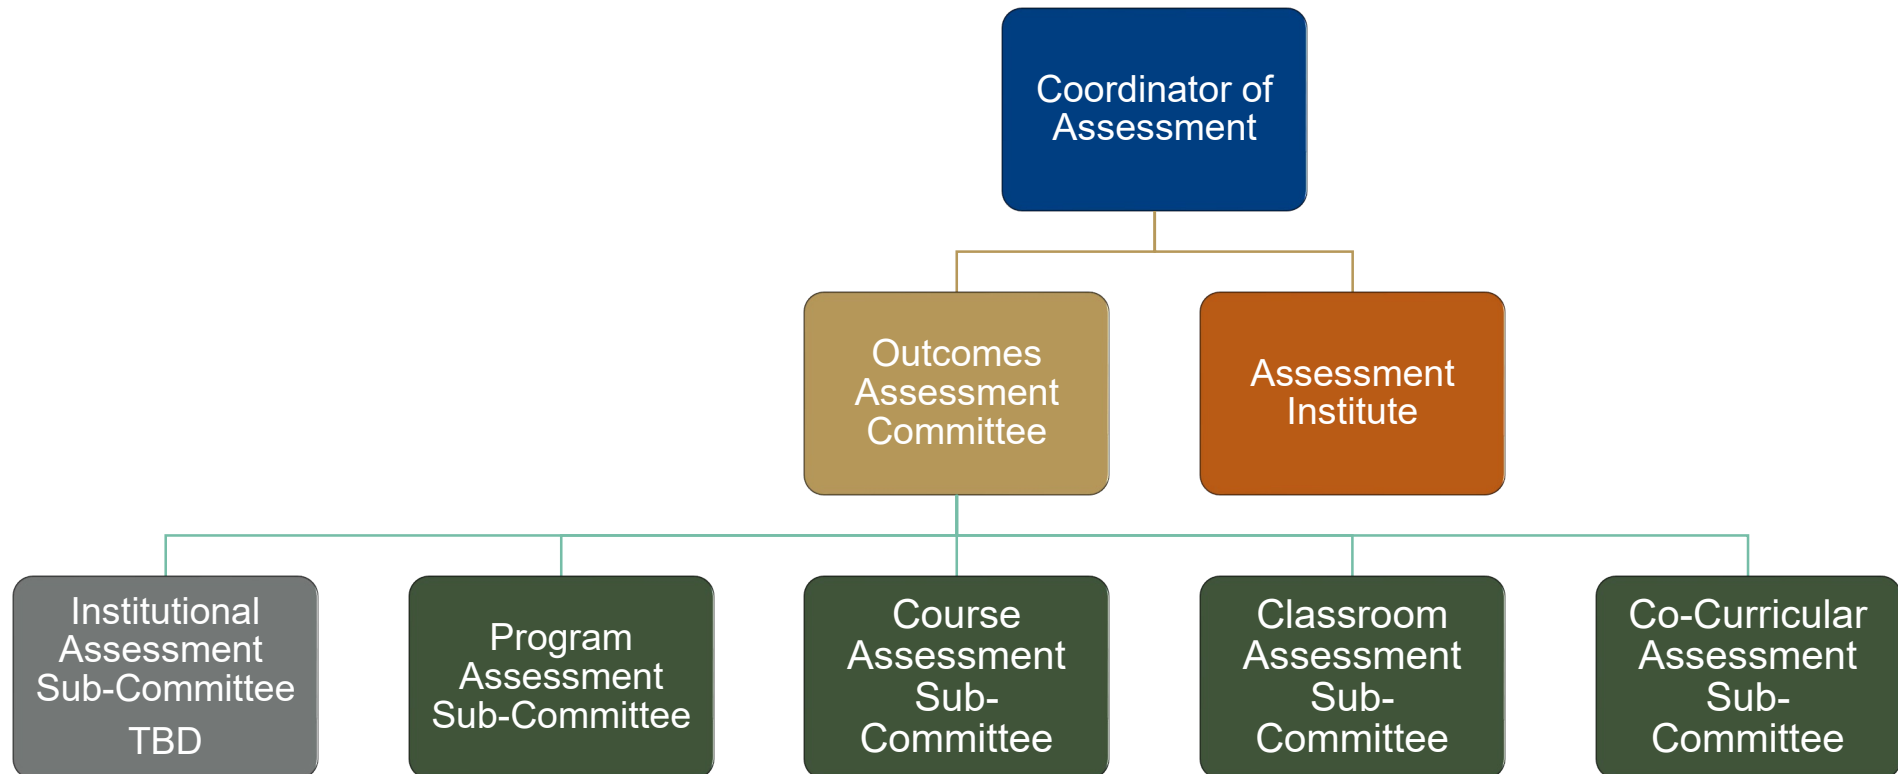 Coordinator of
Assessment
Outcomes
Assessment
Committee
Assessment
Institute
Institutional
Assessment
Sub-Committee
TBD
Program
Assessment
Sub-Committee
Course
Assessment
Sub-
Committee
Classroom
Assessment
Sub-
Committee
Co-Curricular
Assessment
Sub-
Committee